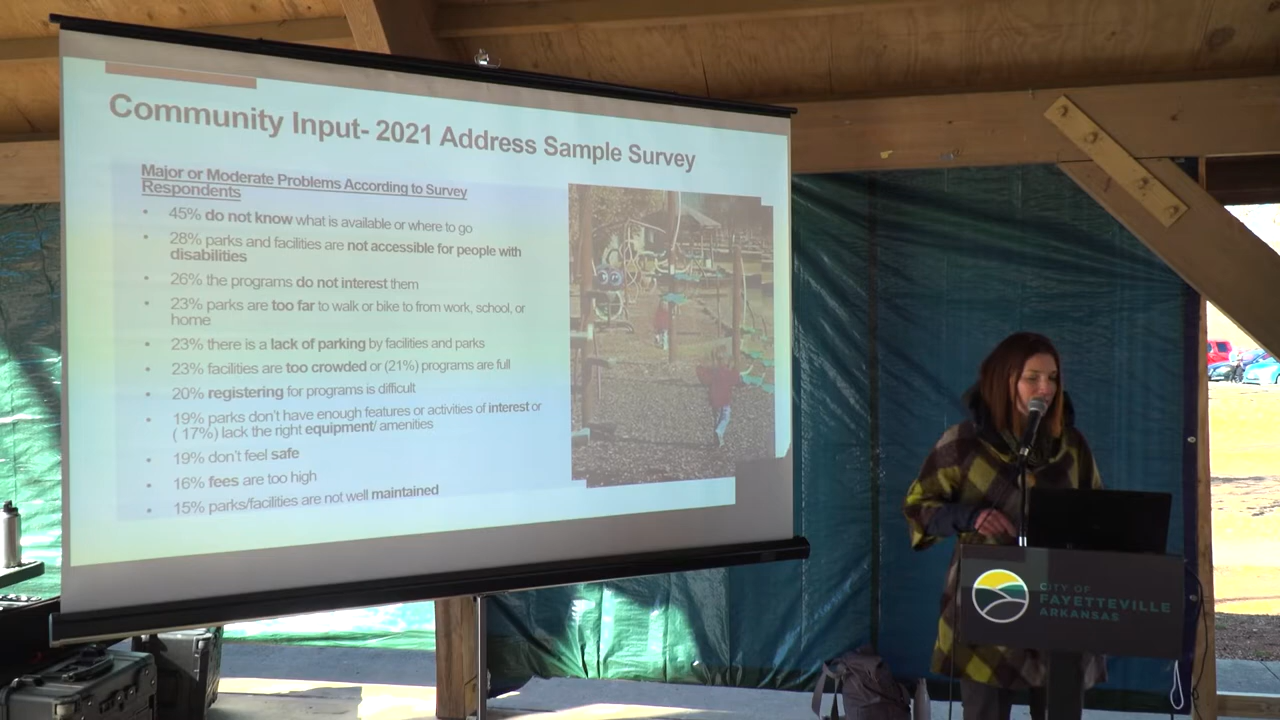 Community Input- 2021 Address Sample Survey
Major or Moderate Problems According to Survey
Respondents
• 45% do not know what is available or where to go
• 28% parks and facilities are not accessible for people with
disabilities
• 26% the programs do not interest them
• 23% parks are too far to walk or bike to from work, school, or
home
• 23% there is a lack of parking by facilities and parks
• 23% facilities are too crowded or (21%) programs are full
• 20% registering for programs is difficult
• 19% parks don't have enough features or activities of interest or
( 17%) lack the right equipment/ amenities
• 19% don't feel safe
• 16% fees are too high
• 15% parks/facilities are not well maintained
CITY OF
FAYETTEVILLE
ARKANSAS